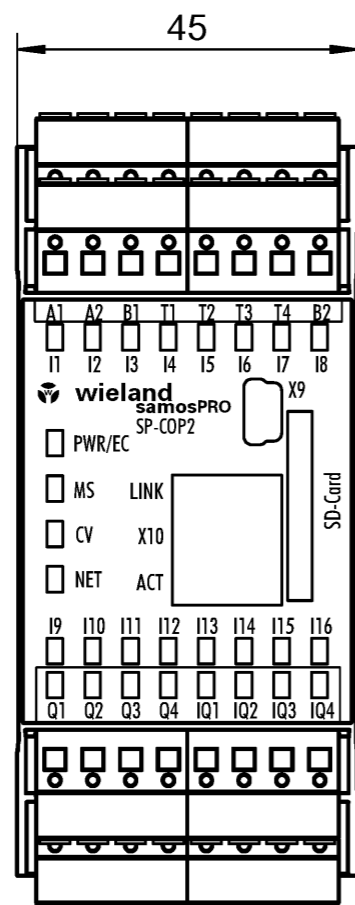 45
A1 A2 B1 T1 T2 T3 T4 B2
I1 I2 I3 I4 I5 I6 I7 I8
wieland
samosPRO
SP-COP2
X9
PWR/EC
MS
LINK
SD-Card
CV
X10
NET
ACT
I9 I10 I11 I12 I13 I14 I15 I16
Q1 Q2 Q3 Q4 IQ1 IQ2 IQ3 IQ4